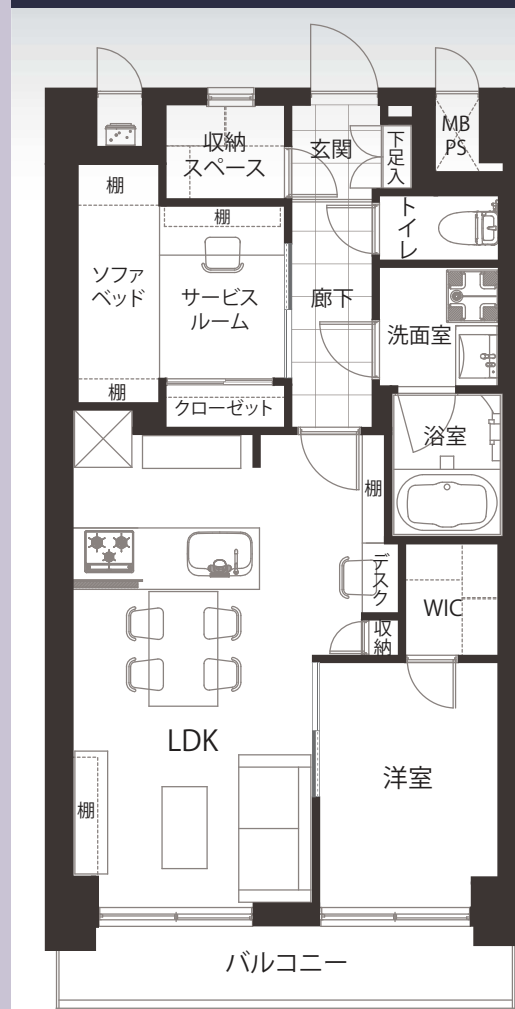 収納
スペース
玄関
下足入
MB
PS
棚
トイレ
棚
ソファ
ベッド
サービス
ルーム
廊下
洗面室
棚
クローゼット
浴室
棚
デスク
WIC
収納
LDK
洋室
棚
バルコニー